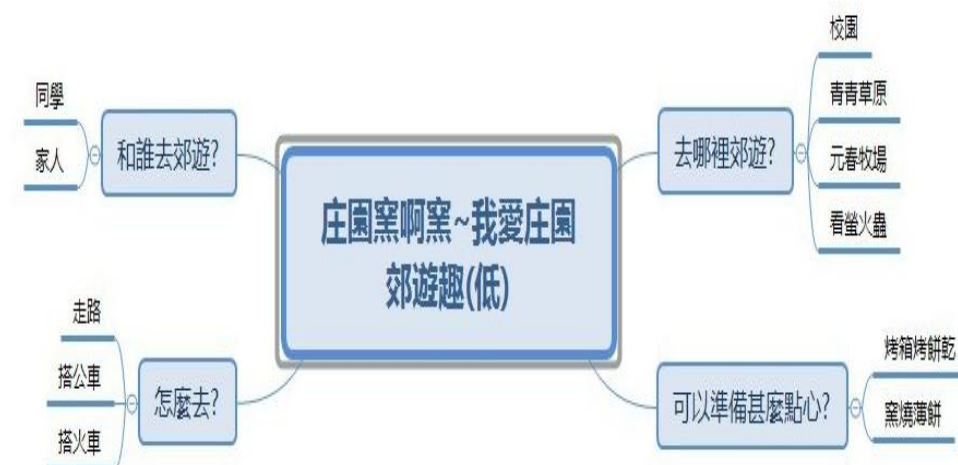 庄園窯啊窯~我愛庄園
郊遊趣(低)
和誰去郊遊?
同學
家人
怎麼去?
走路
搭公車
搭火車
去哪裡郊遊?
校園
青青草原
元春牧場
看螢火蟲
可以準備甚麼點心?
烤箱烤餅乾
窯燒薄餅